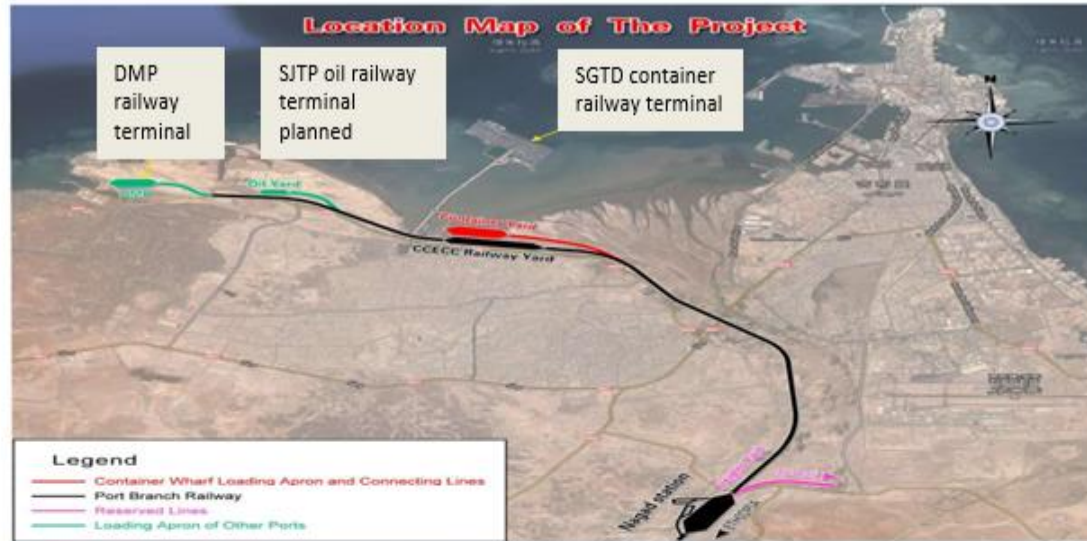 Location Map of The Project
DMP
railway
terminal
SJTP oil railway
terminal
planned
SGTD container
railway terminal
N
Oil Yard
Container Yard
CCECC Railway Yard
Nagad station
Legend
Container Wharf Loading Apron and Connecting Lines
Port Branch Railway
Reserved Lines
Loading Apron of Other Ports